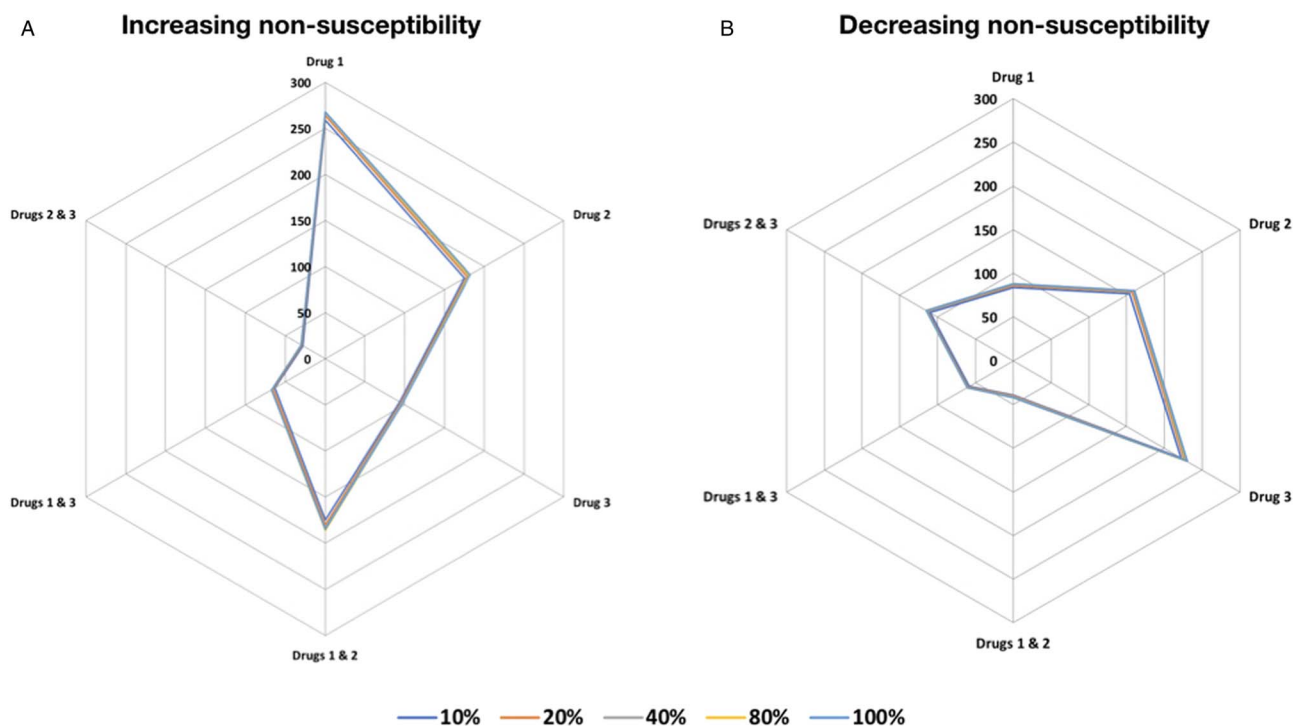 A
Increasing non-susceptibility
Drug 1
300
250
200
150
100
50
0
Drug 2
Drug 3
Drugs 1 & 2
Drugs 1 & 3
Drugs 2 & 3
B
Decreasing non-susceptibility
Drug 1
300
250
200
150
100
50
0
Drug 2
Drug 3
Drugs 1 & 2
Drugs 1 & 3
Drugs 2 & 3
10% 20% 40% 80% 100%